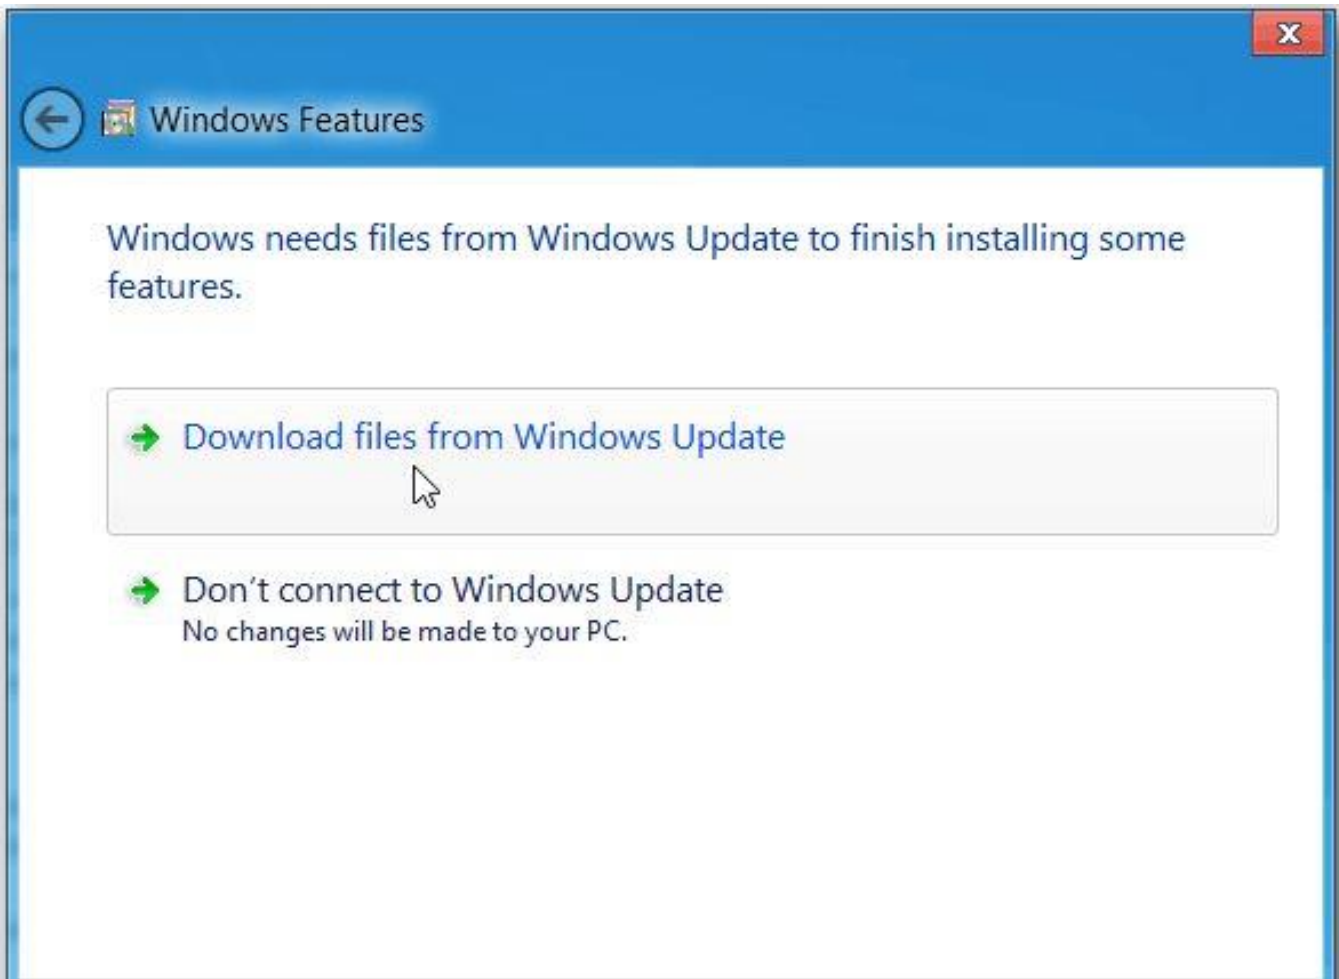 Windows Features
Windows needs files from Windows Update to finish installing some
features.
Download files from Windows Update
Don't connect to Windows Update
No changes will be made to your PC.